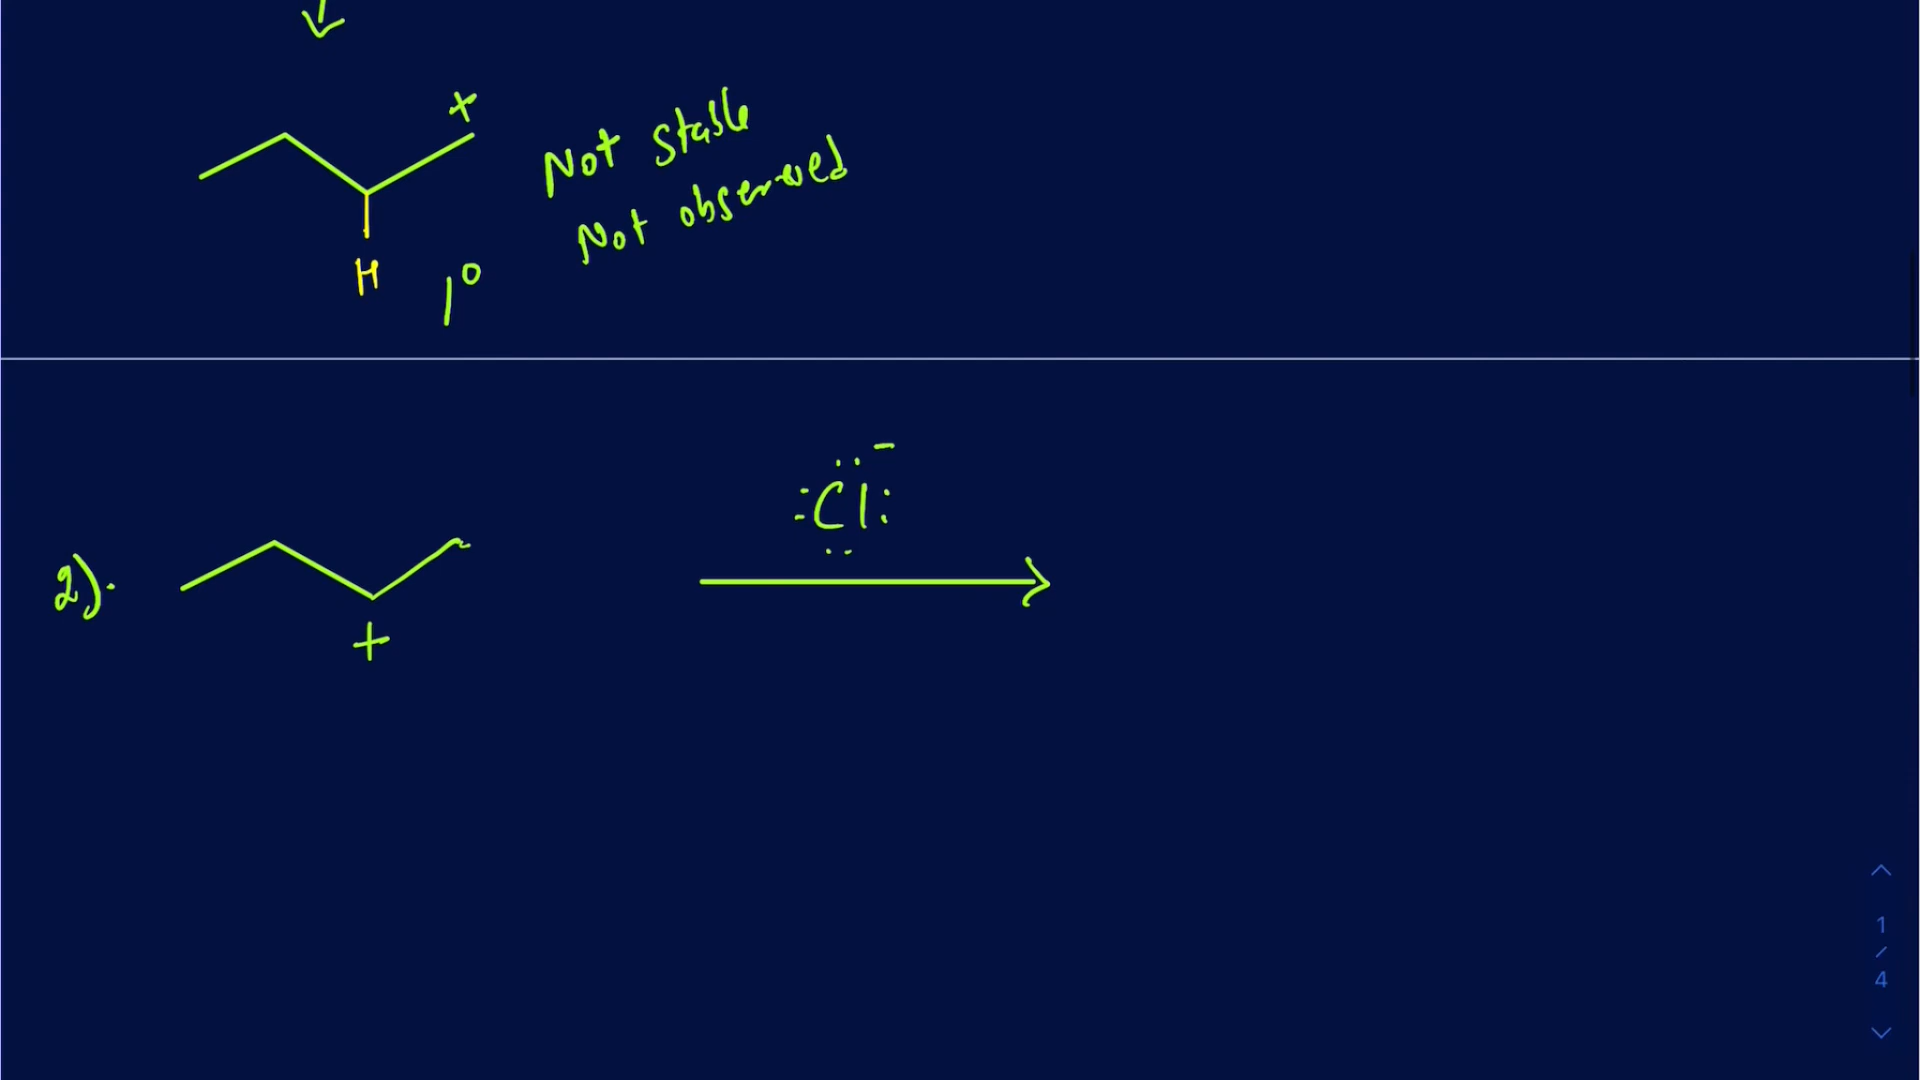 +
Not stable
Not observed
H
1°
:Cl:⁻
2).
+
1
/
4